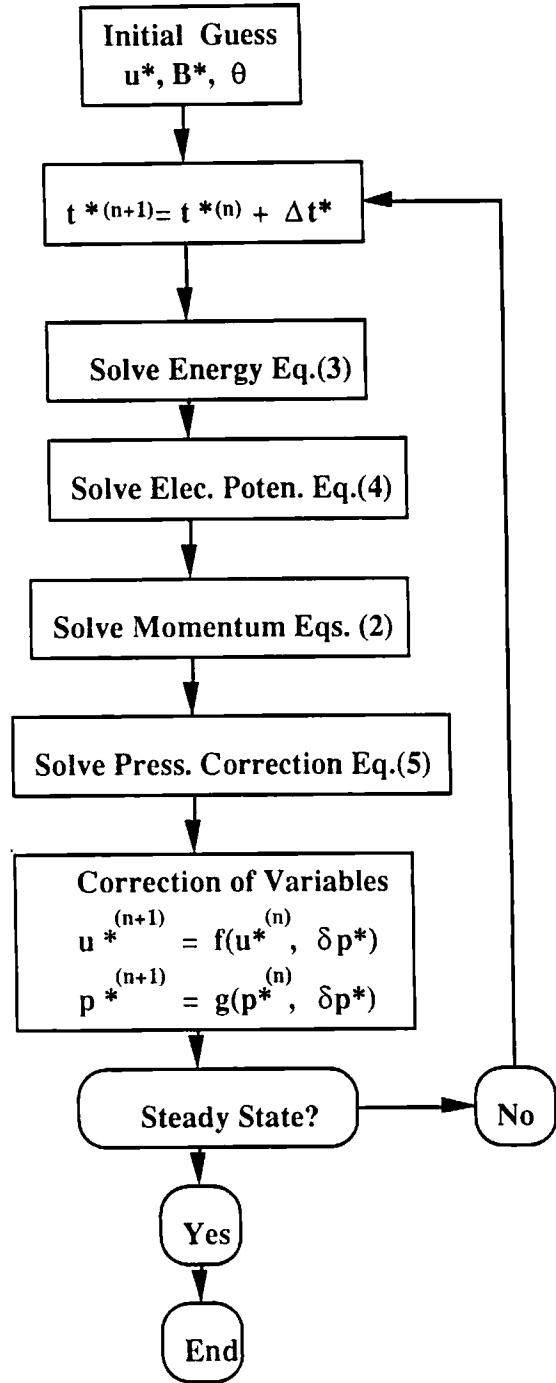 Initial Guess
u*, B*, θ
t *(n+1)= t *(n) + Δt*
Solve Energy Eq.(3)
Solve Elec. Poten. Eq.(4)
Solve Momentum Eqs. (2)
Solve Press. Correction Eq.(5)
Correction of Variables
u *(n+1) = f(u*(n), δp*)
p *(n+1) = g(p*(n), δp*)
Steady State?
No
Yes
End